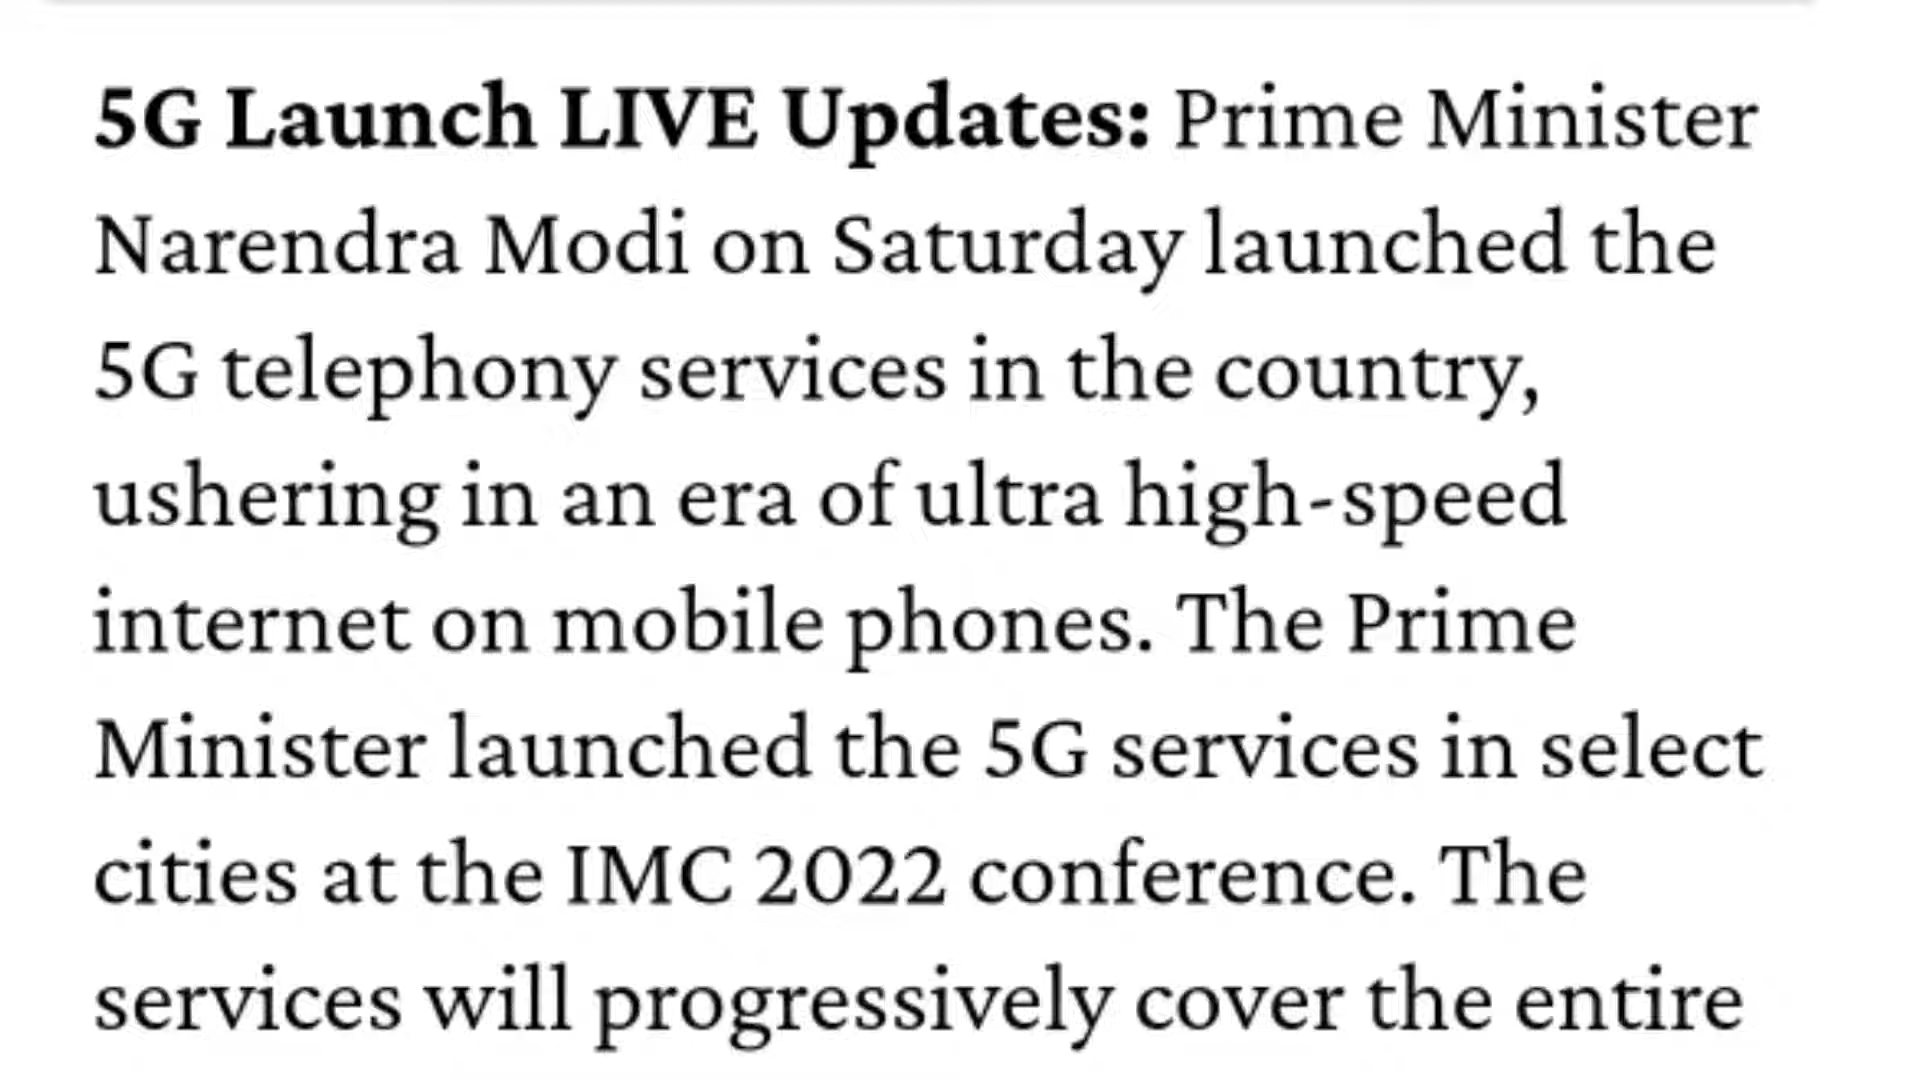 5G Launch LIVE Updates: Prime Minister
Narendra Modi on Saturday launched the
5G telephony services in the country,
ushering in an era of ultra high-speed
internet on mobile phones. The Prime
Minister launched the 5G services in select
cities at the IMC 2022 conference. The
services will progressively cover the entire